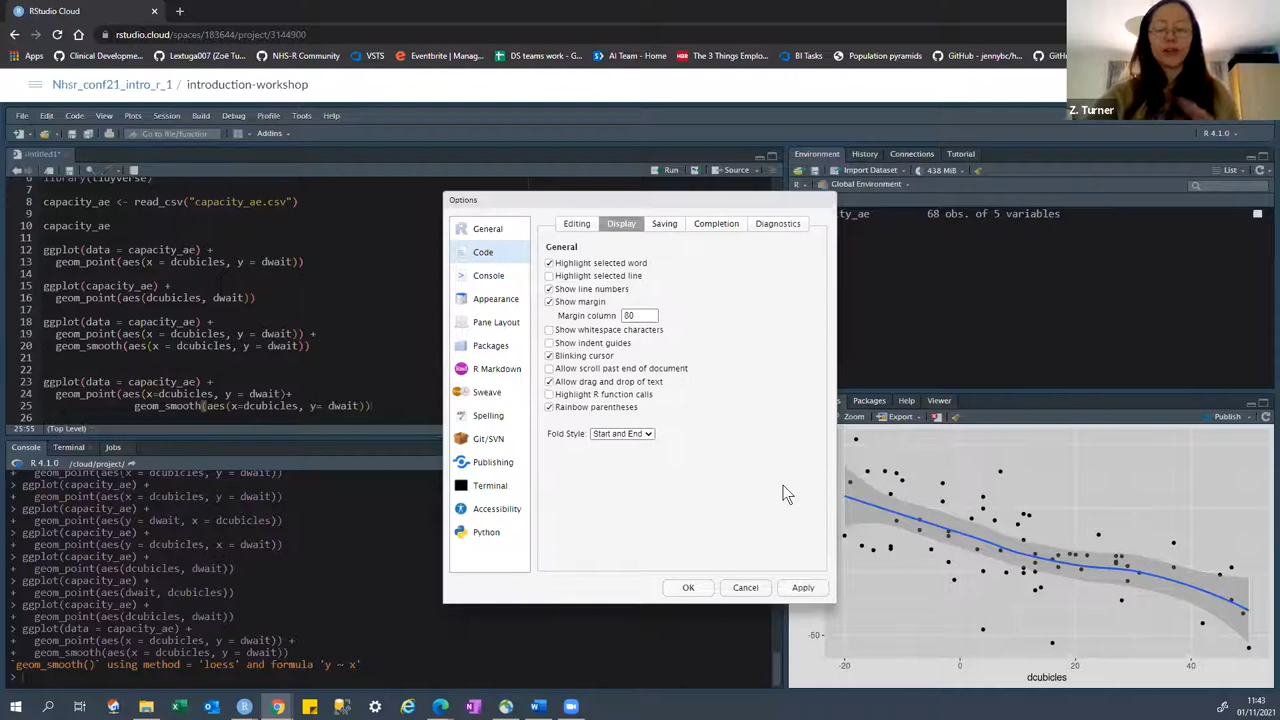 RStudio Cloud
rstudio.cloud/spaces/183644/project/3144900
Apps
Clinical Developmen...
Lextuga007 (Zoë Tu...
NHS-R Community
VSTS
Eventbrite | Manag...
DS teams work - G...
AI Team - Home
The 3 Things Emplo...
BI Tasks
Population pyramids
GitHub - jennybc/h...
Z. Turner
Nhsr_conf21_intro_r_1 / introduction-workshop
File Edit Code View Plots Session Build Debug Profile Tools Help
Go to file/function
Addins
R 4.1.0
Untitled1*
Run
Source
6 library(tidyverse)
7
8 capacity_ae <- read_csv("capacity_ae.csv")
9
10 capacity_ae
11
12 ggplot(data = capacity_ae) +
13 geom_point(aes(x = dcubicles, y = dwait))
14
15 ggplot(capacity_ae) +
16 geom_point(aes(dcubicles, dwait))
17
18 ggplot(data = capacity_ae) +
19 geom_point(aes(x = dcubicles, y = dwait)) +
20 geom_smooth(aes(x = dcubicles, y = dwait))
21
22
23 ggplot(data = capacity_ae) +
24 geom_point(aes(x=dcubicles, y = dwait)+
25 geom_smooth(aes(x=dcubicles, y= dwait))
26
25:55 (Top Level)
Console Terminal Jobs
R 4.1.0 /cloud/project/
+ geom_point(aes(x = dcubicles, y = dwait))
> ggplot(capacity_ae) +
+ geom_point(aes(x = dcubicles, y = dwait))
> ggplot(capacity_ae) +
+ geom_point(aes(y = dwait, x = dcubicles))
> ggplot(capacity_ae) +
+ geom_point(aes(y = dwait, x = dcubicles))
> ggplot(capacity_ae) +
+ geom_point(aes(dcubicles, dwait))
> ggplot(capacity_ae) +
+ geom_point(aes(dwait, dcubicles))
> ggplot(capacity_ae) +
+ geom_point(aes(dcubicles, dwait))
> ggplot(data = capacity_ae) +
+ geom_point(aes(x = dcubicles, y = dwait)) +
+ geom_smooth(aes(x = dcubicles, y = dwait))
`geom_smooth()` using method = 'loess' and formula 'y ~ x'
>
Options
General
Code
Console
Appearance
Pane Layout
Packages
R Markdown
Sweave
Spelling
Git/SVN
Publishing
Terminal
Accessibility
Python
Editing Display Saving Completion Diagnostics
General
Highlight selected word
Highlight selected line
Show line numbers
Show margin
Margin column 80
Show whitespace characters
Show indent guides
Blinking cursor
Allow scroll past end of document
Allow drag and drop of text
Highlight R function calls
Rainbow parentheses
Fold Style: Start and End
OK Cancel Apply
Environment History Connections Tutorial
Import Dataset 438 MiB List
R Global Environment
68 obs. of 5 variables
Packages Help Viewer
Zoom Export Publish
-50
-20 0 20 40
dcubicles
11:43
01/11/2021